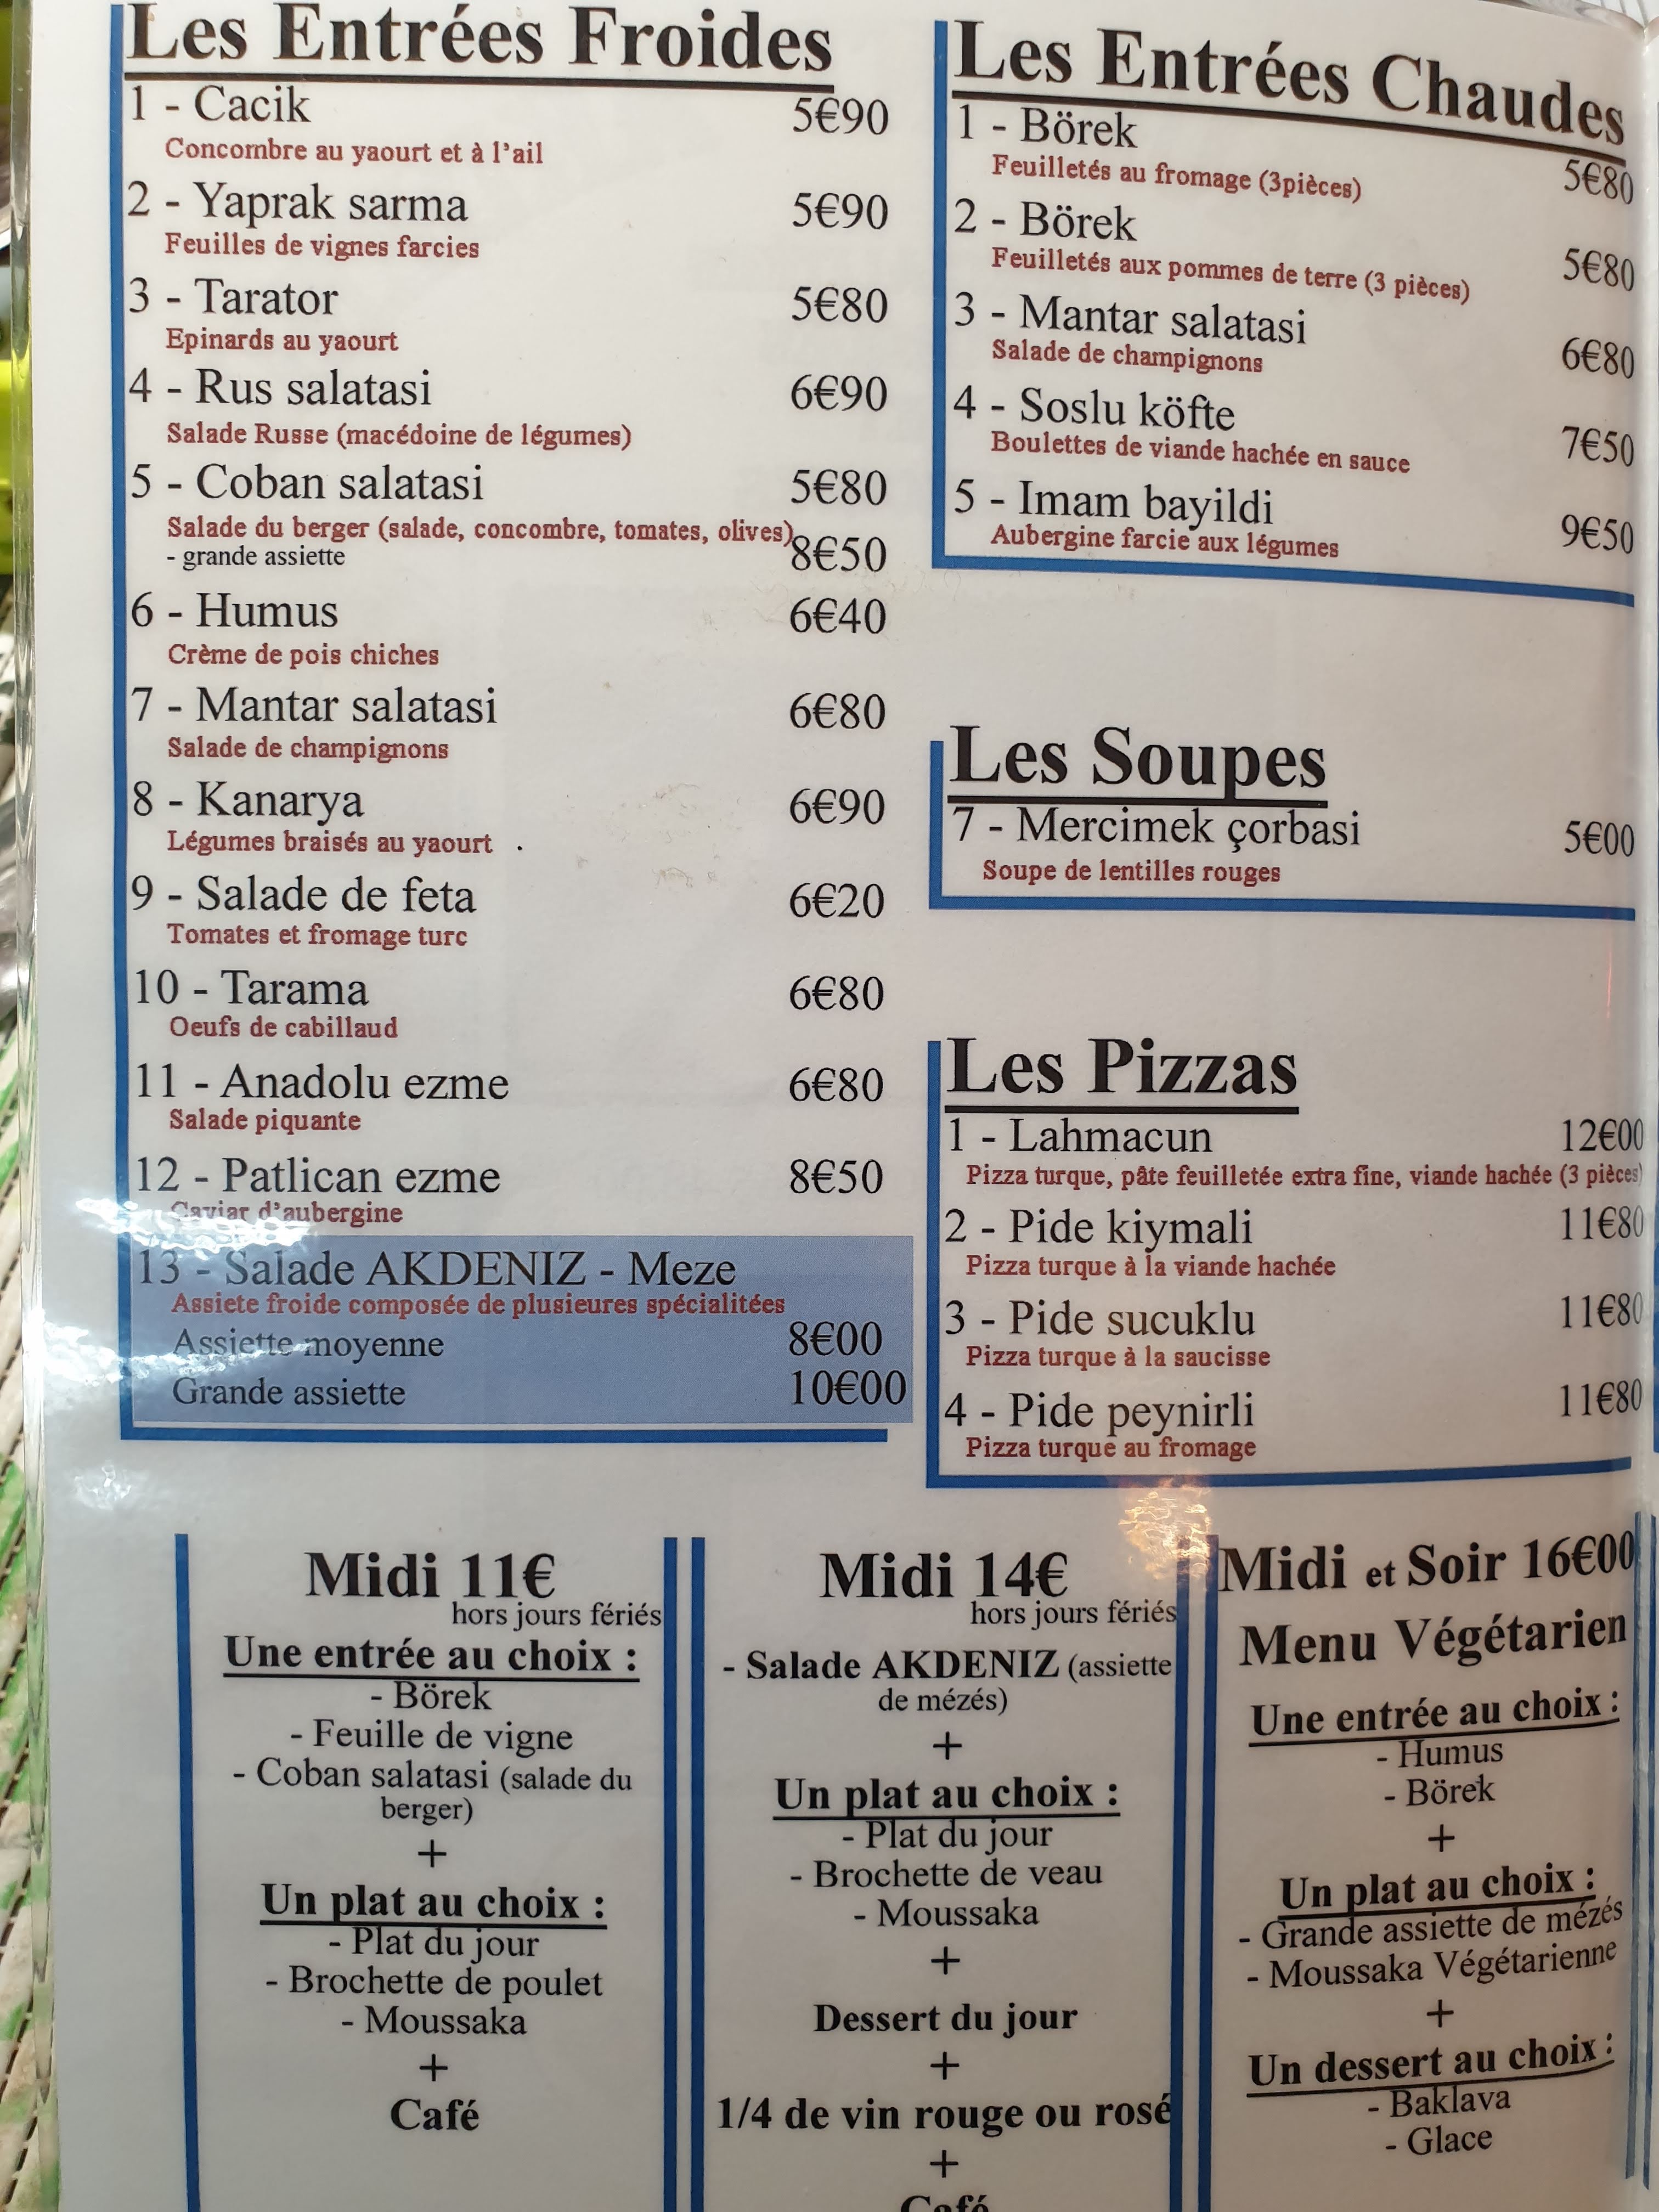 Les Entrées Froides
1 - Cacik 5€90
Concombre au yaourt et à l'ail
2 - Yaprak sarma 5€90
Feuilles de vignes farcies
3 - Tarator 5€80
Epinards au yaourt
4 - Rus salatasi 6€90
Salade Russe (macédoine de légumes)
5 - Coban salatasi 5€80
Salade du berger (salade, concombre, tomates, olives)
- grande assiette 8€50
6 - Humus 6€40
Crème de pois chiches
7 - Mantar salatasi 6€80
Salade de champignons
8 - Kanarya 6€90
Légumes braisés au yaourt
9 - Salade de feta 6€20
Tomates et fromage turc
10 - Tarama 6€80
Oeufs de cabillaud
11 - Anadolu ezme 6€80
Salade piquante
12 - Patlican ezme 8€50
Caviar d'aubergine
13 - Salade AKDENIZ - Meze
Assiete froide composée de plusieures spécialitées
Assiette moyenne 8€00
Grande assiette 10€00
Les Entrées Chaudes
1 - Börek 5€80
Feuilletés au fromage (3pièces)
2 - Börek 5€80
Feuilletés aux pommes de terre (3 pièces)
3 - Mantar salatasi 6€80
Salade de champignons
4 - Soslu köfte 7€50
Boulettes de viande hachée en sauce
5 - Imam bayildi 9€50
Aubergine farcie aux légumes
Les Soupes
7 - Mercimek çorbasi 5€00
Soupe de lentilles rouges
Les Pizzas
1 - Lahmacun 12€00
Pizza turque, pâte feuilletée extra fine, viande hachée (3 pièces)
2 - Pide kiymali 11€80
Pizza turque à la viande hachée
3 - Pide sucuklu 11€80
Pizza turque à la saucisse
4 - Pide peynirli 11€80
Pizza turque au fromage
Midi 11€
hors jours fériés
Une entrée au choix :
- Börek
- Feuille de vigne
- Coban salatasi (salade du
berger)
+
Un plat au choix :
- Plat du jour
- Brochette de poulet
- Moussaka
+
Café
Midi 14€
hors jours fériés
- Salade AKDENIZ (assiette
de mézés)
+
Un plat au choix :
- Plat du jour
- Brochette de veau
- Moussaka
+
Dessert du jour
+
1/4 de vin rouge ou rosé
+
Café
Midi et Soir 16€00
Menu Végétarien
Une entrée au choix :
- Humus
- Börek
+
Un plat au choix :
- Grande assiette de mézés
- Moussaka Végétarienne
+
Un dessert au choix :
- Baklava
- Glace